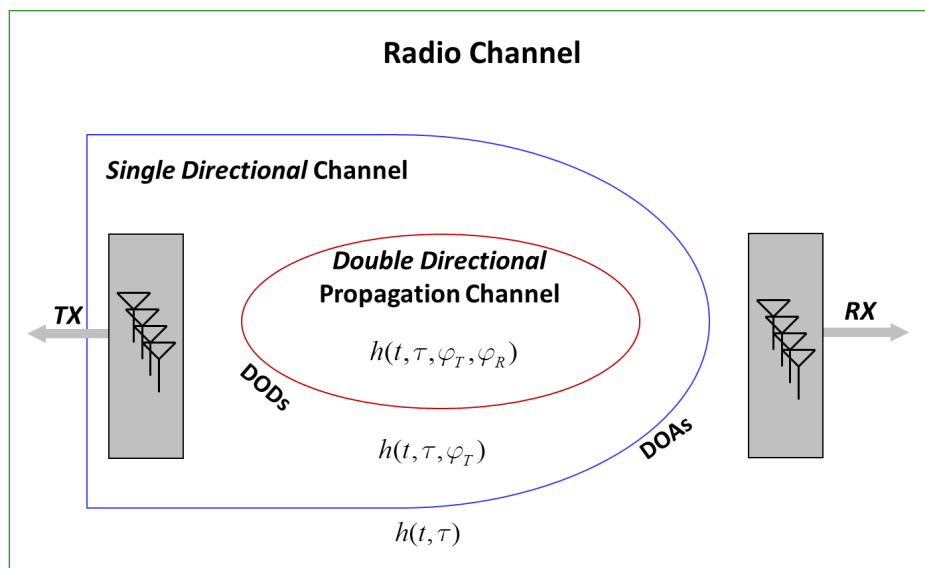 Radio Channel
Single Directional Channel
Double Directional
Propagation Channel
TX
RX
h(t,τ,φ_T,φ_R)
DODs
DOAs
h(t,τ,φ_T)
h(t,τ)